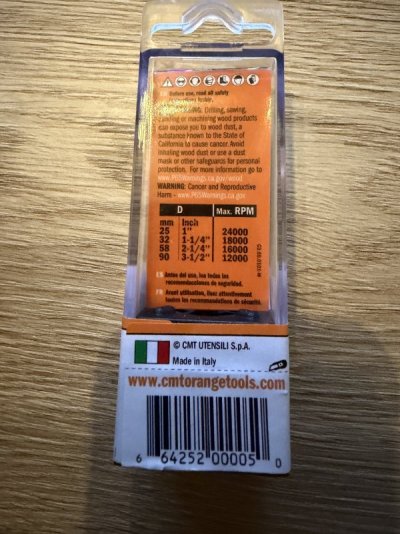 EN Before use, read all safety
instructions
WARNING: Drilling, sawing,
sanding or machining wood products
can expose you to wood dust, a
substance known to the State of
California to cause cancer. Avoid
inhaling wood dust or use a dust
mask or other safeguards for personal
protection. For more information go to
www.P65Warnings.ca.gov/wood
WARNING: Cancer and Reproductive
Harm - www.P65Warnings.ca.gov
D Max. RPM
mm Inch
25 1" 24000
32 1-1/4" 18000
58 2-1/4" 16000
90 3-1/2" 12000
ES Antes del uso, lea todas las
recomendacciones de seguridad.
FR Avant utilisation, lisez attentivement
toutes les recommandations de sécurité.
© CMT UTENSILI S.p.A.
Made in Italy
www.cmtorangetools.com
6 64252 00005 0